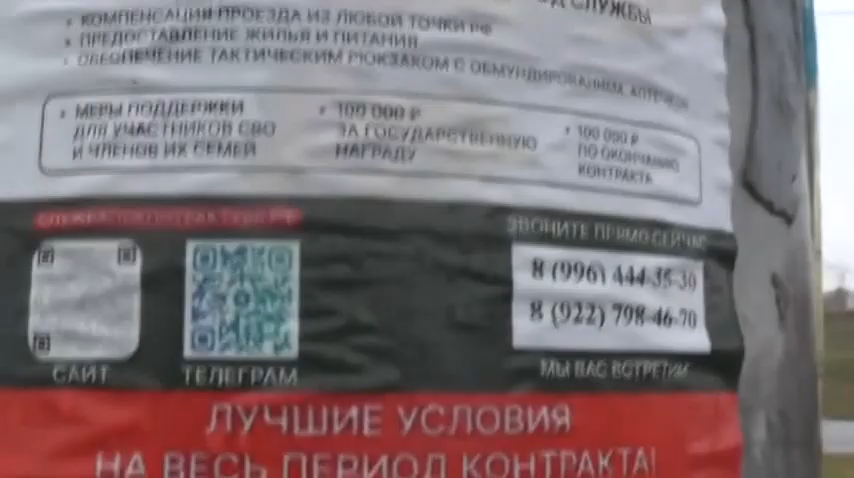 СЛУЖБЫ
• КОМПЕНСАЦИЯ ПРОЕЗДА ИЗ ЛЮБОЙ ТОЧКИ РФ
• ПРЕДОСТАВЛЕНИЕ ЖИЛЬЯ И ПИТАНИЯ
• ОБЕСПЕЧЕНИЕ ТАКТИЧЕСКИМ РЮКЗАКОМ С ОБМУНДИРОВАНИЕМ,
• МЕРЫ ПОДДЕРЖКИ
ДЛЯ УЧАСТНИКОВ СВО
И ЧЛЕНОВ ИХ СЕМЕЙ
• 100 000 ₽
ЗА ГОСУДАРСТВЕННУЮ
НАГРАДУ
• 100 000 ₽
ПО ОКОНЧАНИЮ
КОНТРАКТА
ЗВОНИТЕ ПРЯМО СЕЙЧАС
8 (996) 444-35-30
8 (922) 798-46-70
САЙТ
ТЕЛЕГРАМ
МЫ ВАС ВСТРЕТИМ
ЛУЧШИЕ УСЛОВИЯ
НА ВЕСЬ ПЕРИОД КОНТРАКТА!